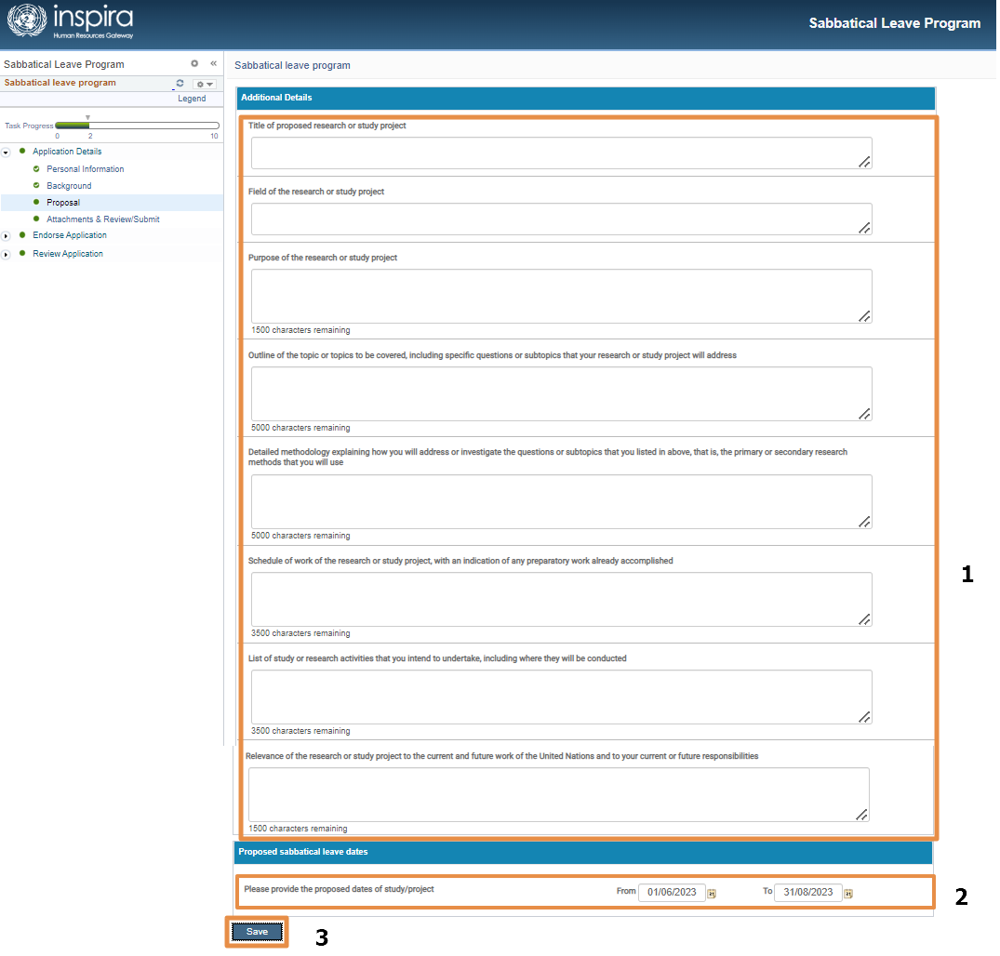 inspira
Human Resources Gateway
Sabbatical Leave Program
Sabbatical Leave Program
«
Sabbatical leave program
Legend
Task Progress
0 2 10
Application Details
Personal Information
Background
Proposal
Attachments & Review/Submit
Endorse Application
Review Application
Sabbatical leave program
Additional Details
Title of proposed research or study project
Field of the research or study project
Purpose of the research or study project
1500 characters remaining
Outline of the topic or topics to be covered, including specific questions or subtopics that your research or study project will address
5000 characters remaining
Detailed methodology explaining how you will address or investigate the questions or subtopics that you listed in above, that is, the primary or secondary research
methods that you will use
5000 characters remaining
Schedule of work of the research or study project, with an indication of any preparatory work already accomplished
3500 characters remaining
List of study or research activities that you intend to undertake, including where they will be conducted
3500 characters remaining
Relevance of the research or study project to the current and future work of the United Nations and to your current or future responsibilities
1500 characters remaining
1
Proposed sabbatical leave dates
Please provide the proposed dates of study/project From 01/06/2023 To 31/08/2023
2
Save
3